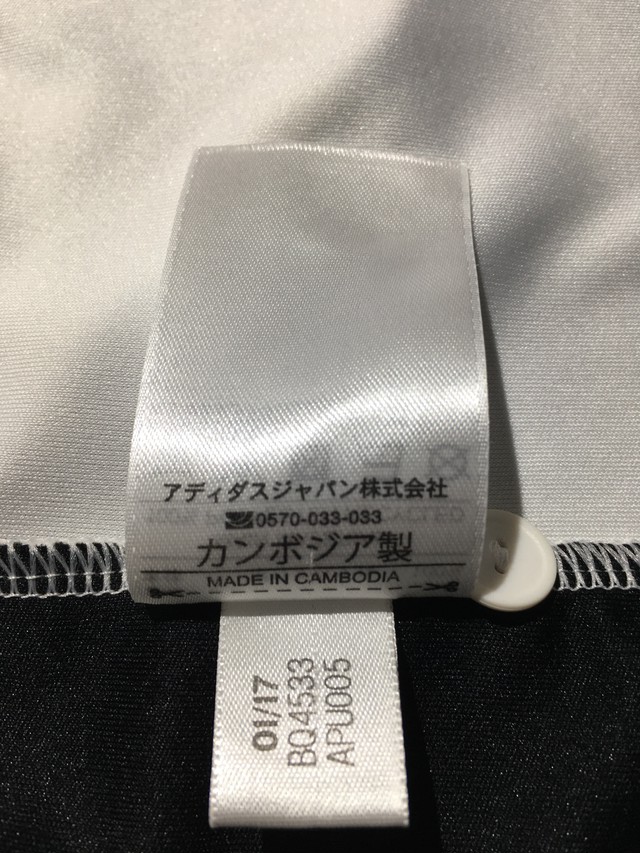 アディダスジャパン株式会社
0570-033-033
カンボジア製
MADE IN CAMBODIA
01/17
BQ4533
APU005